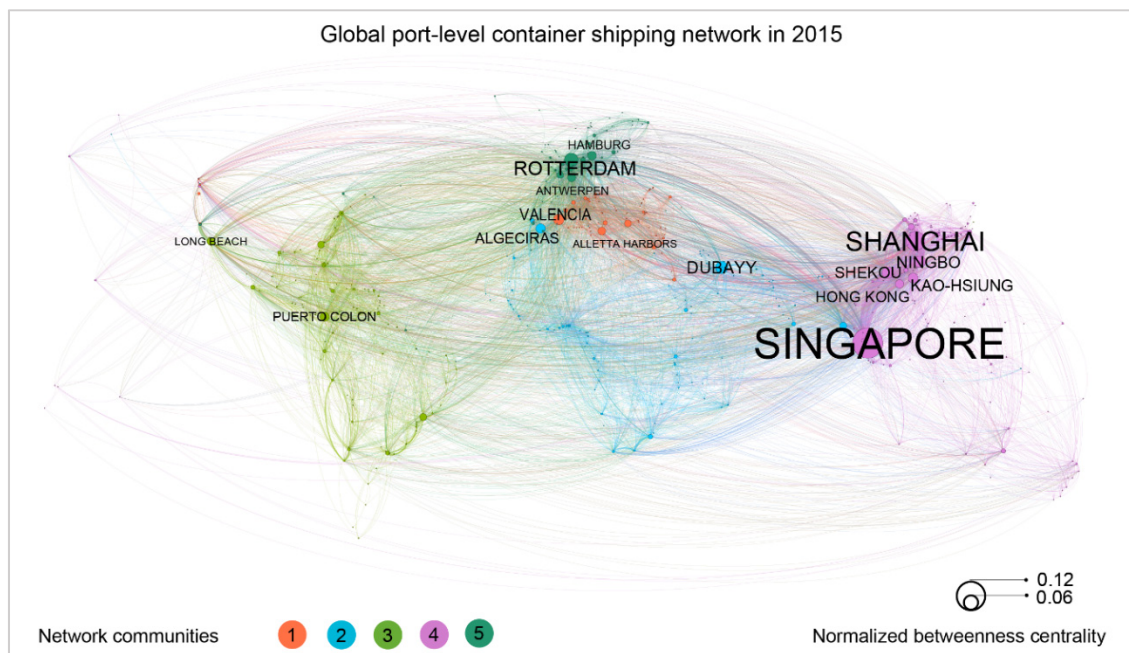 Global port-level container shipping network in 2015
HAMBURG
ROTTERDAM
ANTWERPEN
VALENCIA
ALGECIRAS
ALLETTA HARBORS
LONG BEACH
DUBAYY
SHANGHAI
NINGBO
SHEKOU
KAO-HSIUNG
HONG KONG
PUERTO COLON
SINGAPORE
0.12
0.06
Network communities 1 2 3 4 5
Normalized betweenness centrality